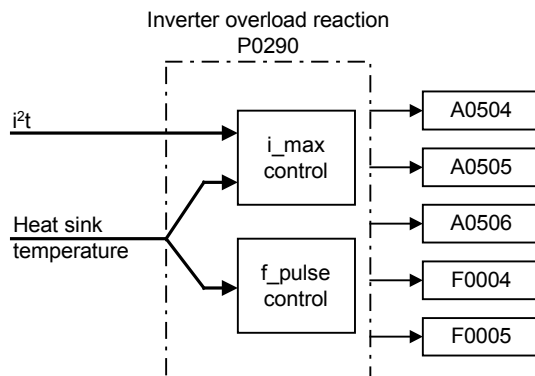 Inverter overload reaction
P0290
i²t
i_max
control
Heat sink
temperature
f_pulse
control
A0504
A0505
A0506
F0004
F0005